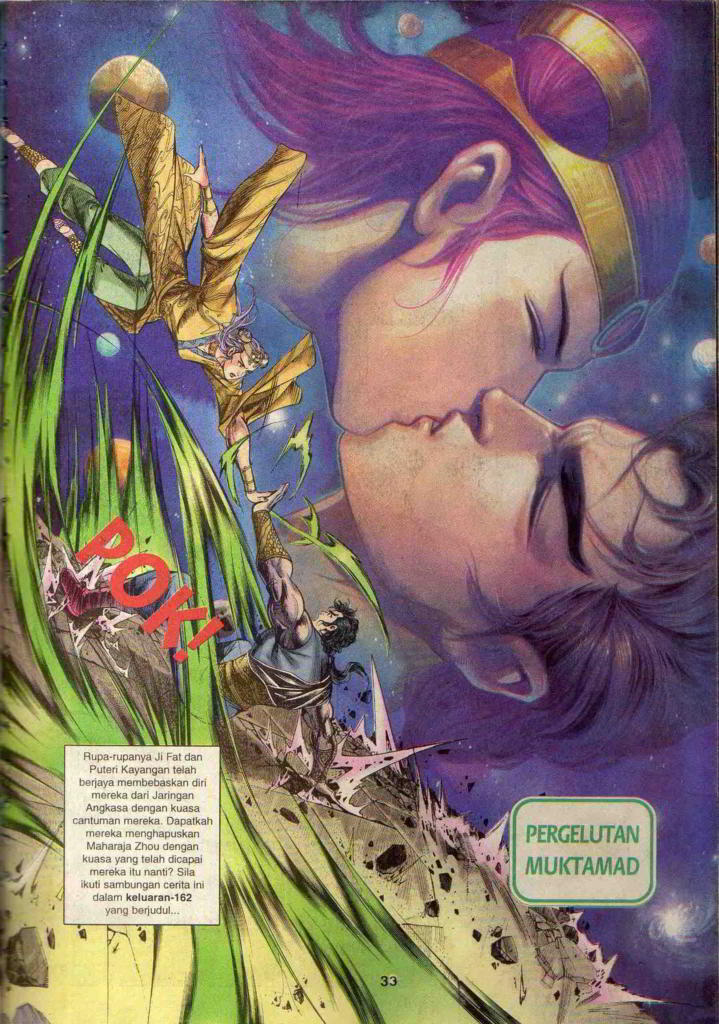 POK!
Rupa-rupanya Ji Fat dan
Puteri Kayangan telah
berjaya membebaskan diri
mereka dari Jaringan
Angkasa dengan kuasa
cantuman mereka. Dapatkah
mereka menghapuskan
Maharaja Zhou dengan
kuasa yang telah dicapai
mereka itu nanti? Sila
ikuti sambungan cerita ini
dalam keluaran-162
yang berjudul...
PERGELUTAN
MUKTAMAD
33